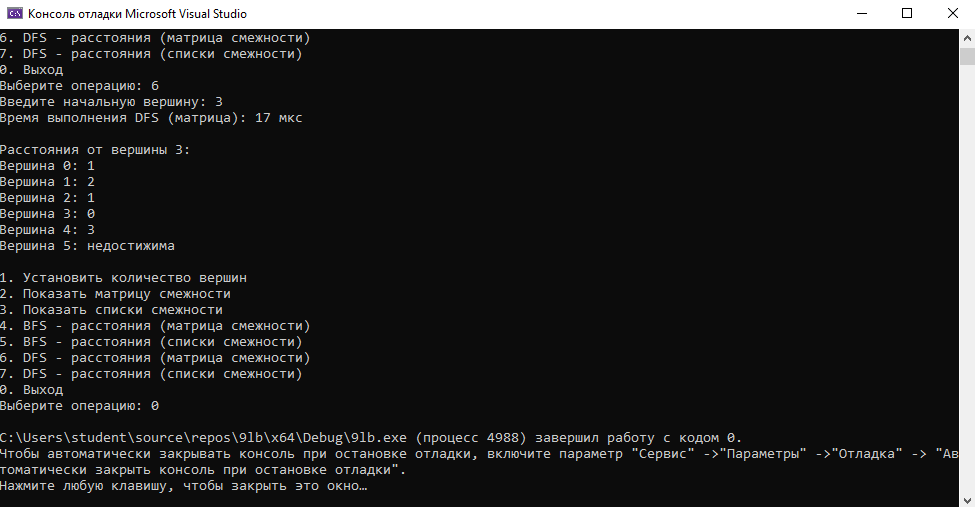 Консоль отладки Microsoft Visual Studio
6. DFS - расстояния (матрица смежности)
7. DFS - расстояния (списки смежности)
0. Выход
Выберите операцию: 6
Введите начальную вершину: 3
Время выполнения DFS (матрица): 17 мкс
Расстояния от вершины 3:
Вершина 0: 1
Вершина 1: 2
Вершина 2: 1
Вершина 3: 0
Вершина 4: 3
Вершина 5: недостижима
1. Установить количество вершин
2. Показать матрицу смежности
3. Показать списки смежности
4. BFS - расстояния (матрица смежности)
5. BFS - расстояния (списки смежности)
6. DFS - расстояния (матрица смежности)
7. DFS - расстояния (списки смежности)
0. Выход
Выберите операцию: 0
C:\Users\student\source\repos\9lb\x64\Debug\9lb.exe (процесс 4988) завершил работу с кодом 0.
Чтобы автоматически закрывать консоль при остановке отладки, включите параметр "Сервис" ->"Параметры" ->"Отладка" -> "Ав
томатически закрыть консоль при остановке отладки".
Нажмите любую клавишу, чтобы закрыть это окно…